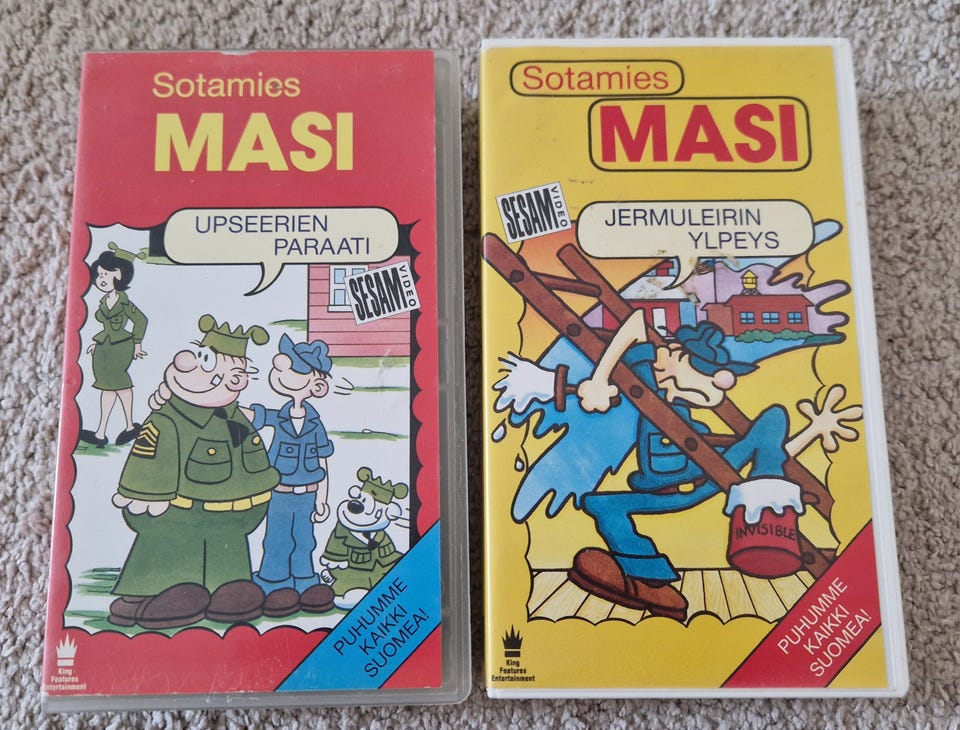 Sotamies
MASI
UPSEERIEN
PARAATI
SESAM
VIDEO
PUHUMME
KAIKKI
SUOMEA!
King
Features
Entertainment
Sotamies
MASI
SESAM
VIDEO
JERMULEIRIN
YLPEYS
INVISIBLE
PUHUMME
KAIKKI
SUOMEA!
King
Features
Entertainment